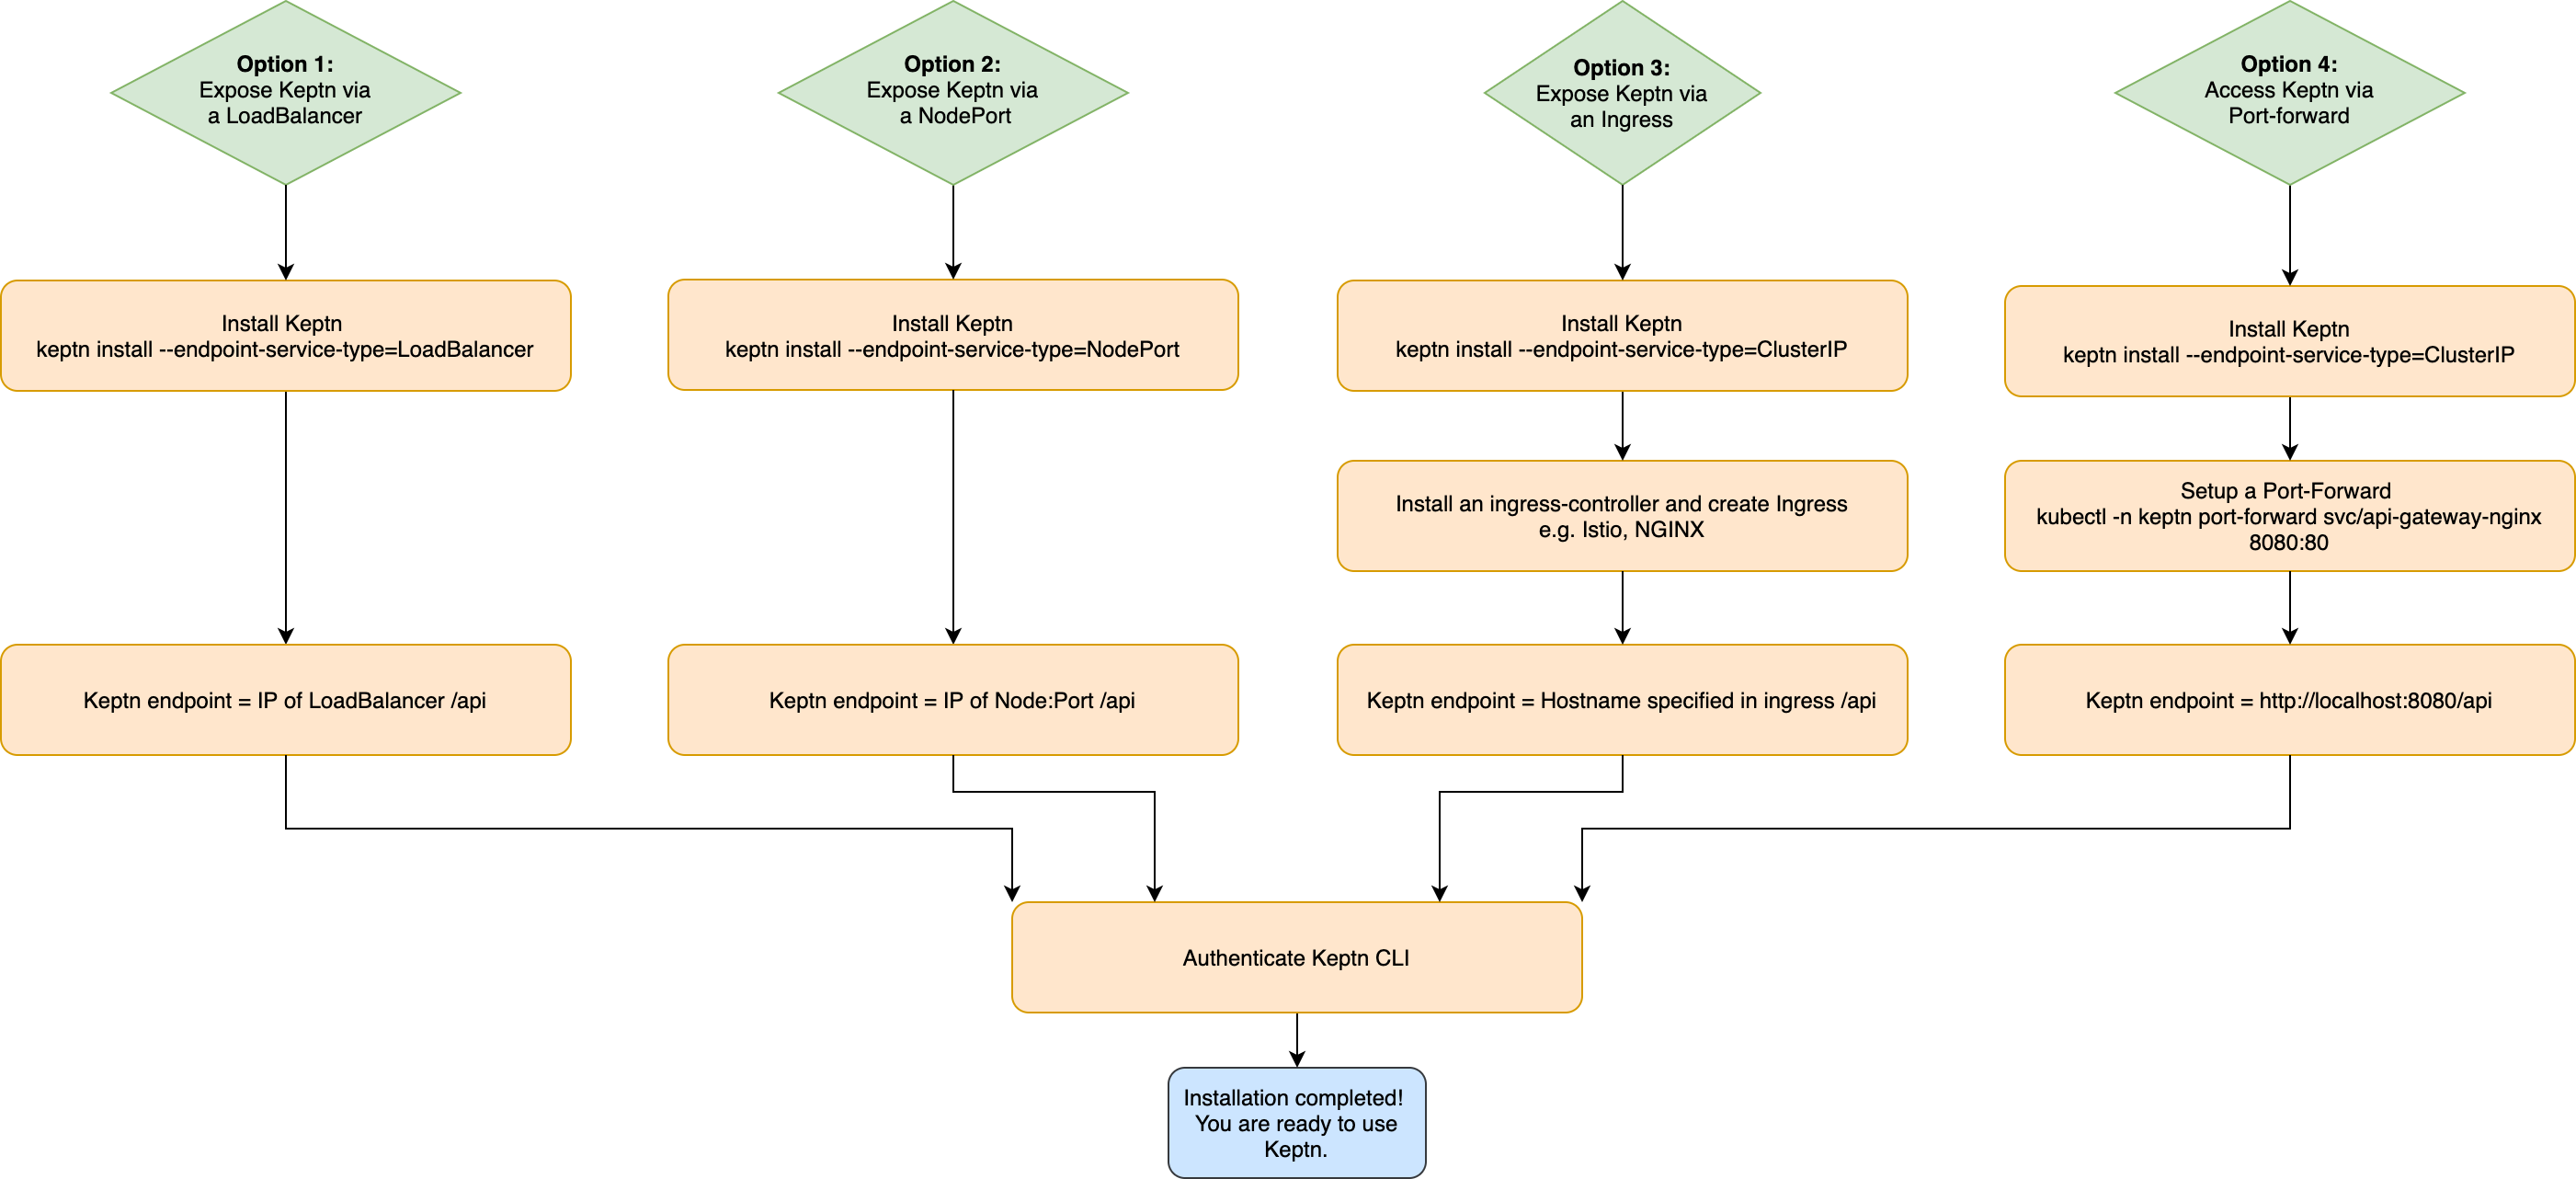 Option 1:
Expose Keptn via
a LoadBalancer
Option 2:
Expose Keptn via
a NodePort
Option 3:
Expose Keptn via
an Ingress
Option 4:
Access Keptn via
Port-forward
Install Keptn
keptn install --endpoint-service-type=LoadBalancer
Install Keptn
keptn install --endpoint-service-type=NodePort
Install Keptn
keptn install --endpoint-service-type=ClusterIP
Install Keptn
keptn install --endpoint-service-type=ClusterIP
Install an ingress-controller and create Ingress
e.g. Istio, NGINX
Setup a Port-Forward
kubectl -n keptn port-forward svc/api-gateway-nginx
8080:80
Keptn endpoint = IP of LoadBalancer /api
Keptn endpoint = IP of Node:Port /api
Keptn endpoint = Hostname specified in ingress /api
Keptn endpoint = http://localhost:8080/api
Authenticate Keptn CLI
Installation completed!
You are ready to use
Keptn.